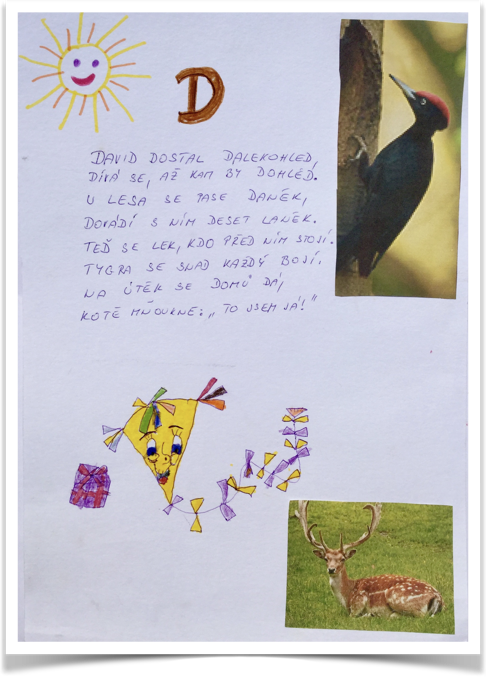 D
DAVID DOSTAL DALEKOHLED,
DÍVÁ SE, AŽ KAM BY DOHLÉD.
U LESA SE PASE DANĚK,
DOVÁDÍ S NÍM DESET LANĚK.
TEĎ SE LEK, KDO PŘED NÍM STOJÍ.
TYGRA SE SNAD KAŽDÝ BOJÍ.
NA ÚTĚK SE DOMŮ DÁ,
KOTĚ MŇOUKNE: „TO JSEM JÁ!"